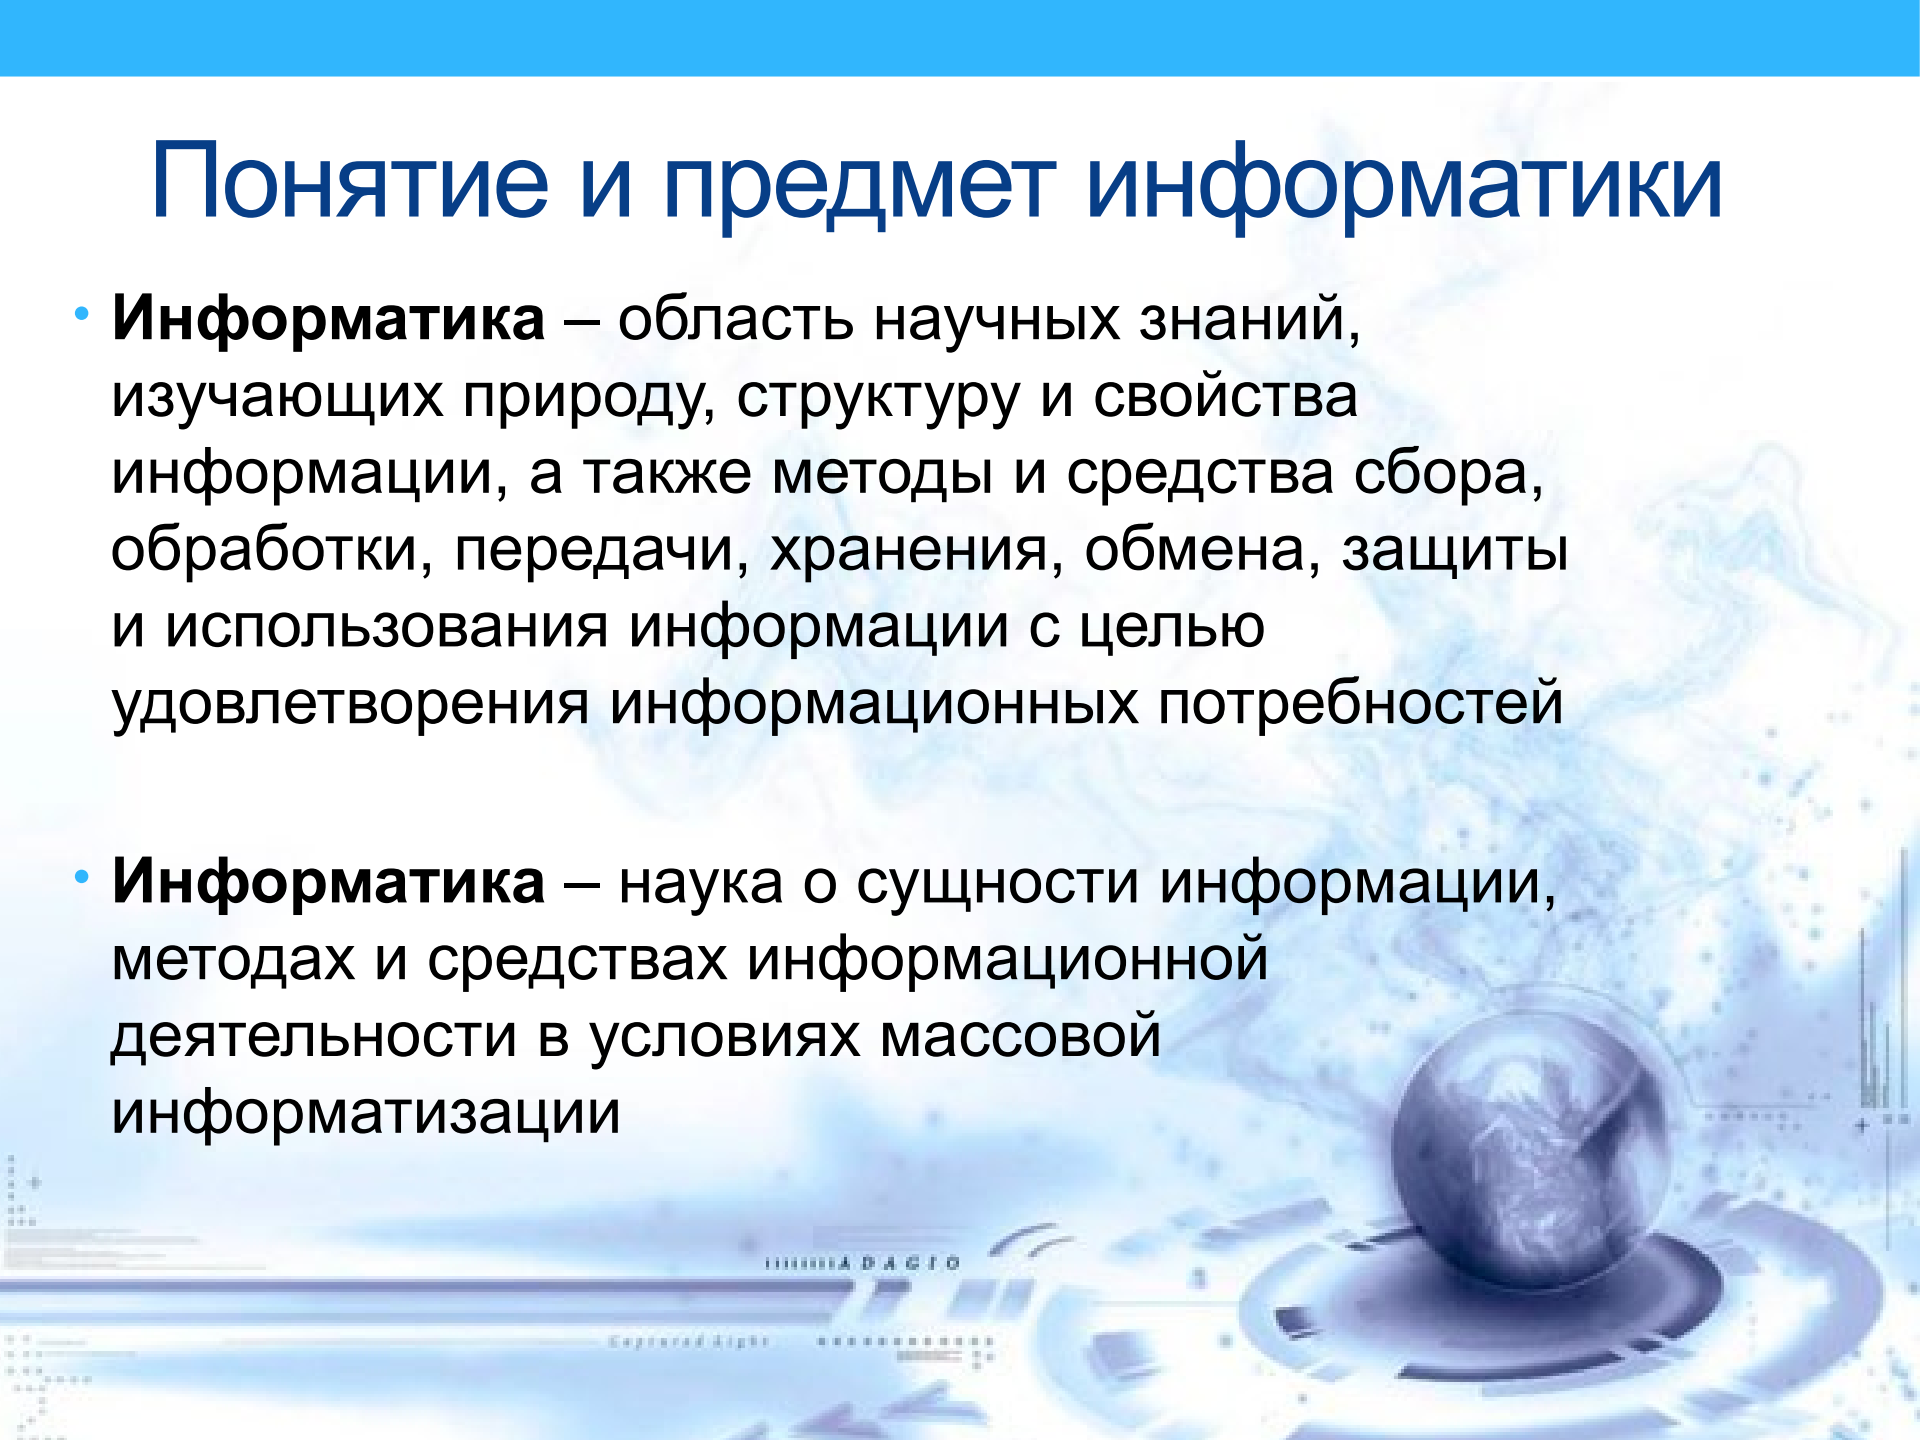 Понятие и предмет информатики
• Информатика – область научных знаний,
изучающих природу, структуру и свойства
информации, а также методы и средства сбора,
обработки, передачи, хранения, обмена, защиты
и использования информации с целью
удовлетворения информационных потребностей
• Информатика – наука о сущности информации,
методах и средствах информационной
деятельности в условиях массовой
информатизации
ADAGIO
Captured Light